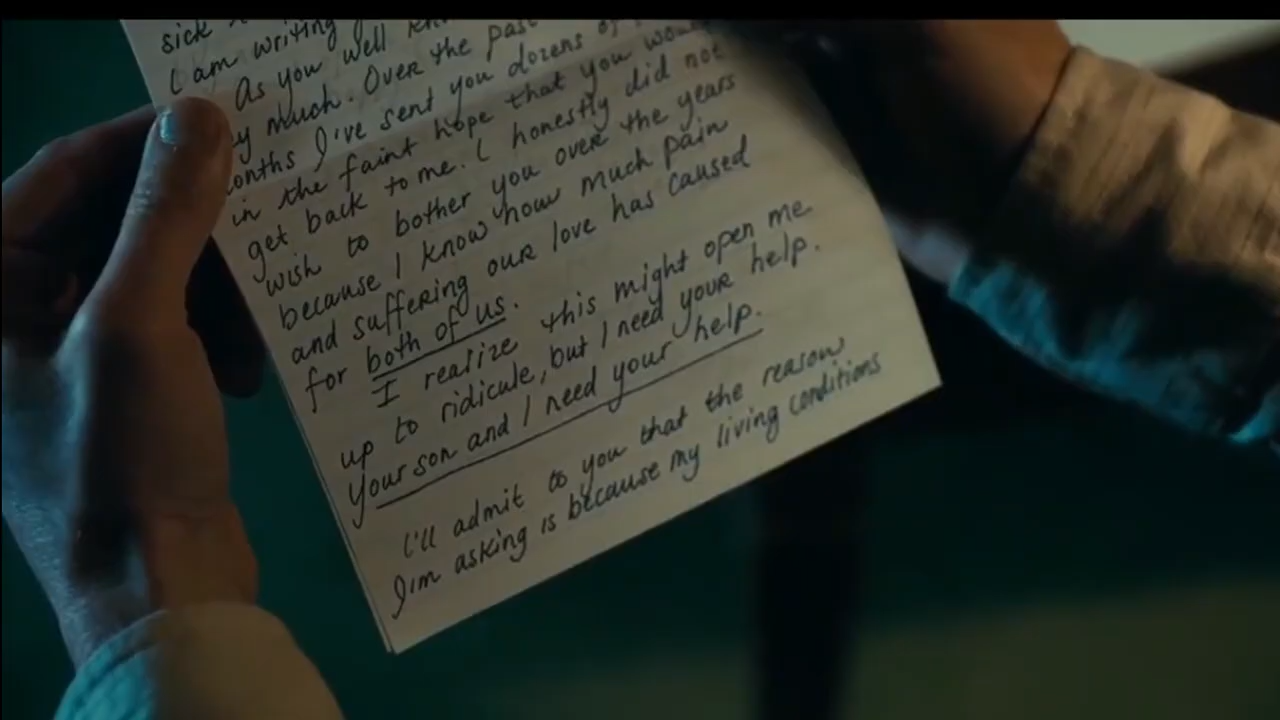 sick
I am writing
As you well
much. Over the past
months I've sent you dozens of
in the faint hope that you would
get back to me. I honestly did not
wish to bother you over the years
because I know how much pain
and suffering our love has caused
for both of us.
I realize this might open me
up to ridicule, but I need your help.
Your son and I need your help.
I'll admit to you that the reason
I'm asking is because my living conditions